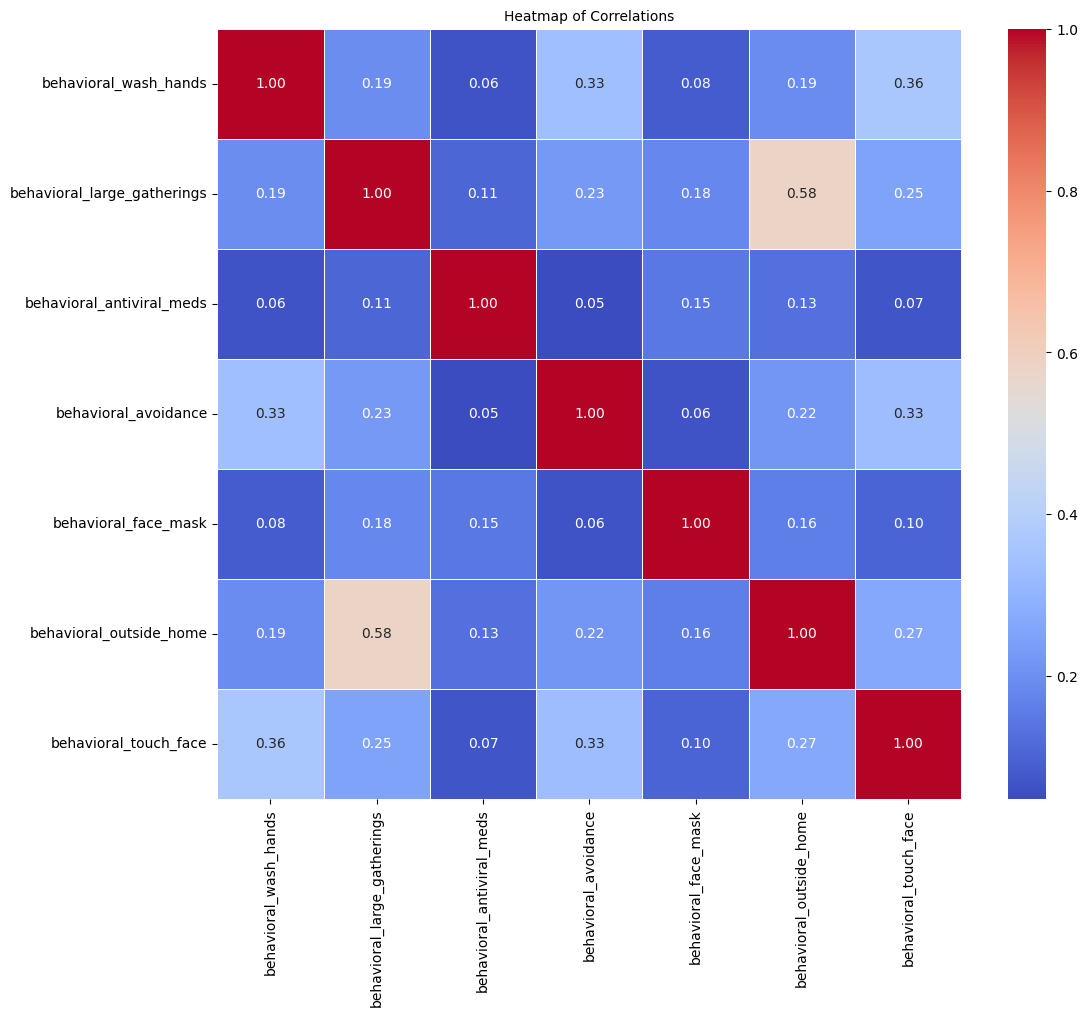 Heatmap of Correlations
behavioral_wash_hands 1.00 0.19 0.06 0.33 0.08 0.19 0.36
behavioral_large_gatherings 0.19 1.00 0.11 0.23 0.18 0.58 0.25
behavioral_antiviral_meds 0.06 0.11 1.00 0.05 0.15 0.13 0.07
behavioral_avoidance 0.33 0.23 0.05 1.00 0.06 0.22 0.33
behavioral_face_mask 0.08 0.18 0.15 0.06 1.00 0.16 0.10
behavioral_outside_home 0.19 0.58 0.13 0.22 0.16 1.00 0.27
behavioral_touch_face 0.36 0.25 0.07 0.33 0.10 0.27 1.00
behavioral_wash_hands
behavioral_large_gatherings
behavioral_antiviral_meds
behavioral_avoidance
behavioral_face_mask
behavioral_outside_home
behavioral_touch_face
1.0
0.8
0.6
0.4
0.2